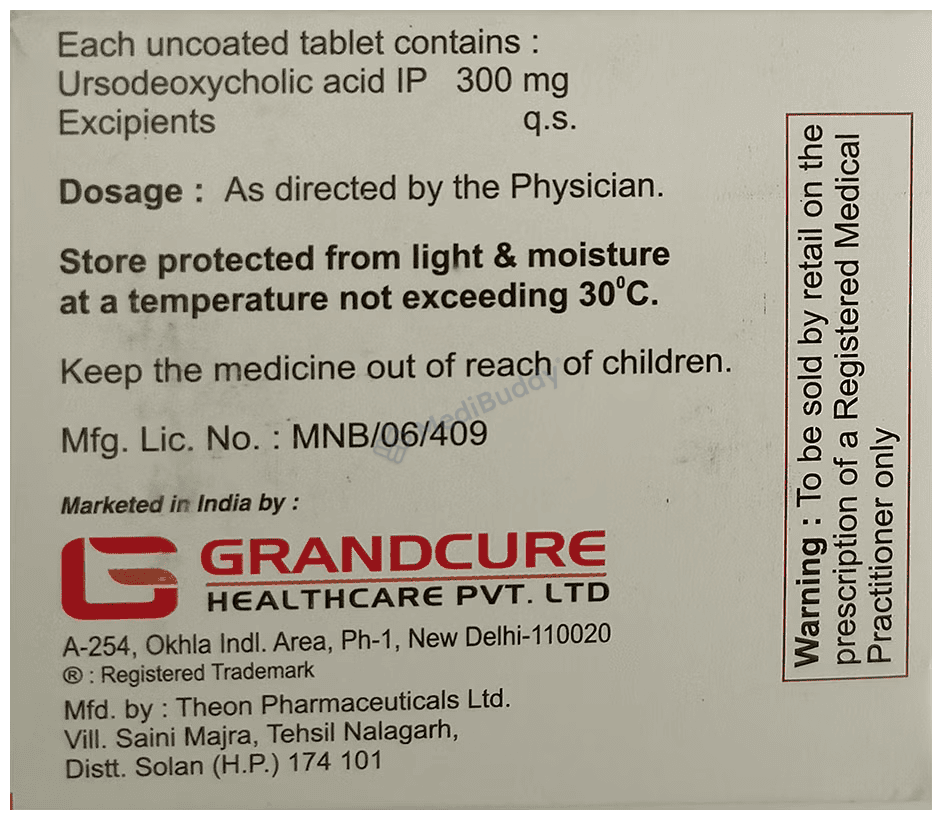 Each uncoated tablet contains :
Ursodeoxycholic acid IP 300 mg
Excipients q.s.
Dosage : As directed by the Physician.
Store protected from light & moisture
at a temperature not exceeding 30⁰C.
Keep the medicine out of reach of children.
MediBuddy
Mfg. Lic. No. : MNB/06/409
Marketed in India by :
GRANDCURE
HEALTHCARE PVT. LTD
A-254, Okhla Indl. Area, Ph-1, New Delhi-110020
® : Registered Trademark
Mfd. by : Theon Pharmaceuticals Ltd.
Vill. Saini Majra, Tehsil Nalagarh,
Distt. Solan (H.P.) 174 101
Warning : To be sold by retail on the
prescription of a Registered Medical
Practitioner only